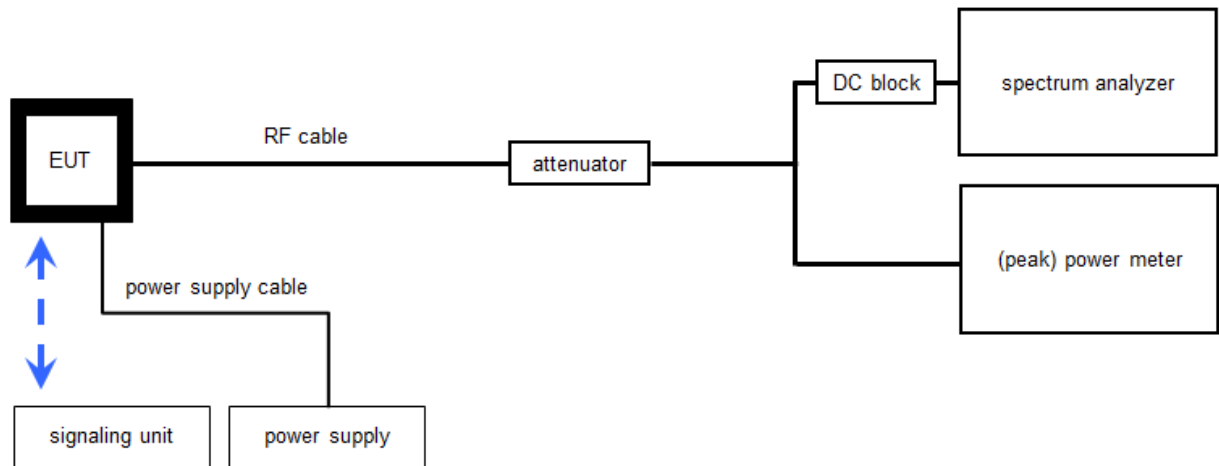 DC block
spectrum analyzer
EUT
RF cable
attenuator
(peak) power meter
power supply cable
signaling unit
power supply